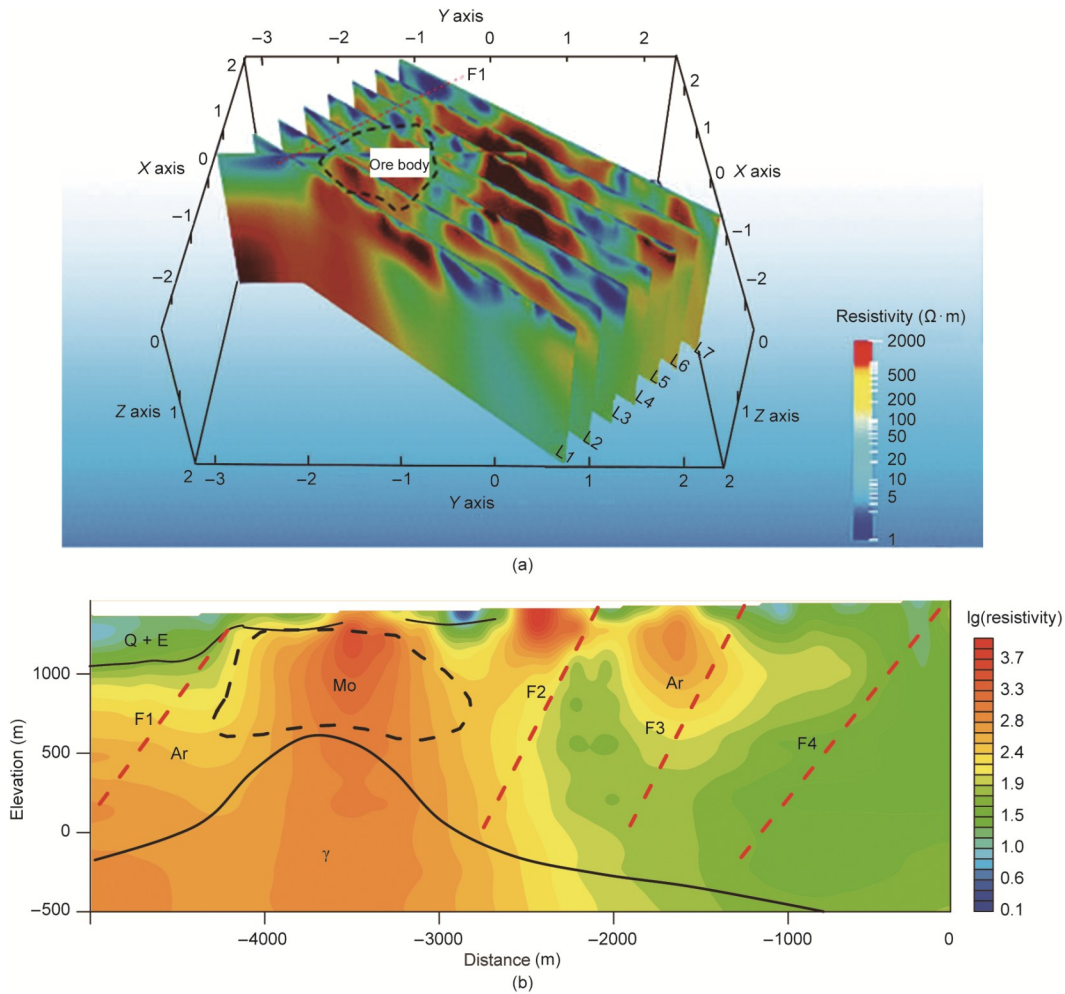 Y axis
−3 −2 −1 0 1 2
F1
2 2
1 1
0 0
X axis X axis
Ore body
−1 −1
−2 −2
0 0
Resistivity (Ω·m)
2000
500
200
100
50
20
10
5
1
Z axis 1 1 Z axis
L1 L2 L3 L4 L5 L6 L7
2 −3 −2 −1 0 1 2 2
Y axis
(a)
lg(resistivity)
3.7
3.3
2.8
2.4
1.9
1.5
1.0
0.6
0.1
Q + E
F1
Ar
Mo
γ
F2
Ar
F3
F4
Elevation (m)
1000
500
0
−500
−4000 −3000 −2000 −1000 0
Distance (m)
(b)